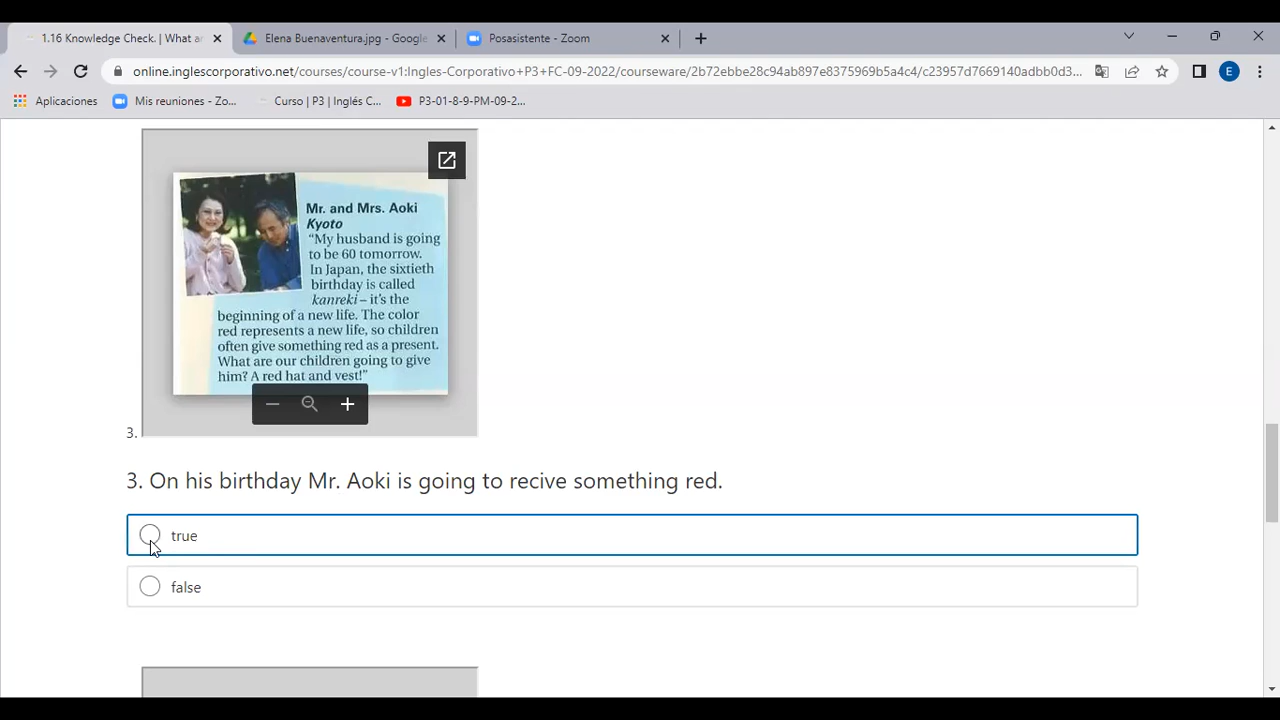 1.16 Knowledge Check. | What a
Elena Buenaventura.jpg - Google
Posasistente - Zoom
online.inglescorporativo.net/courses/course-v1:Ingles-Corporativo+P3+FC-09-2022/courseware/2b72ebbe28c94ab897e8375969b5a4c4/c23957d7669140adbb0d3...
E
Aplicaciones
Mis reuniones - Zo...
Curso | P3 | Inglés C...
P3-01-8-9-PM-09-2...
Mr. and Mrs. Aoki
Kyoto
"My husband is going
to be 60 tomorrow.
In Japan, the sixtieth
birthday is called
kanreki – it's the
beginning of a new life. The color
red represents a new life, so children
often give something red as a present.
What are our children going to give
him? A red hat and vest!"
3.
3. On his birthday Mr. Aoki is going to recive something red.
true
false